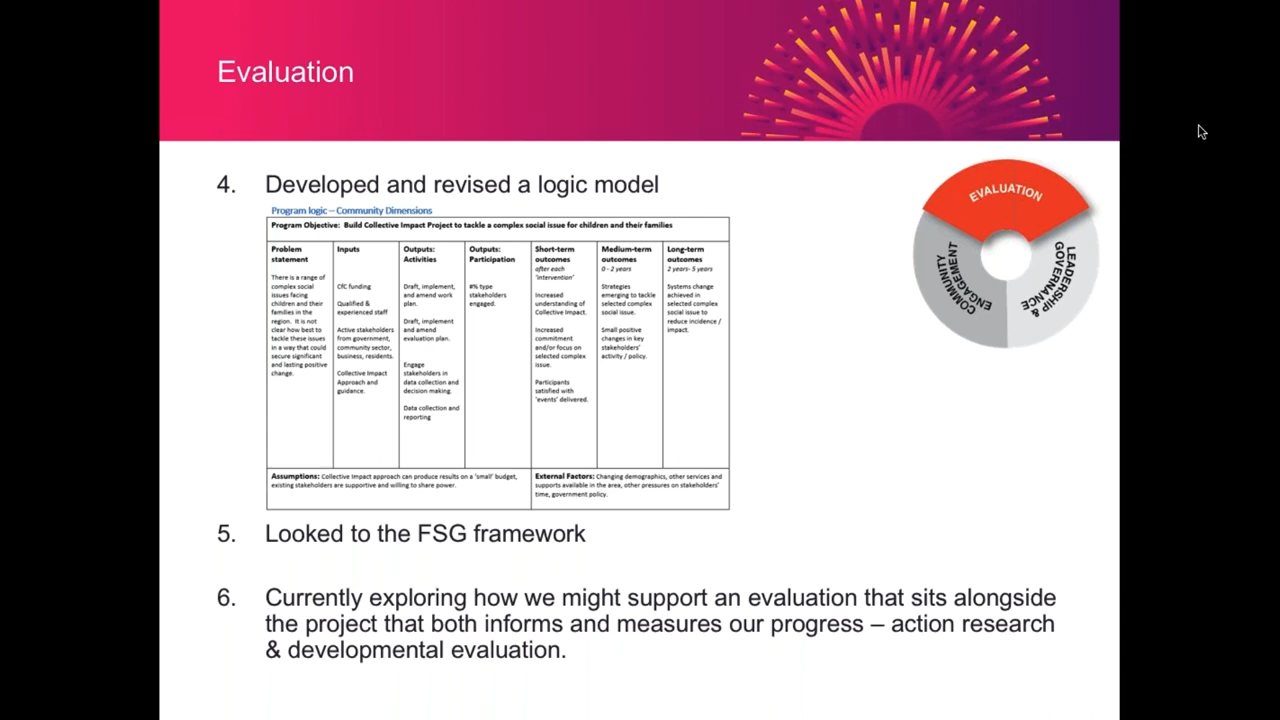 Evaluation
4. Developed and revised a logic model
Program logic – Community Dimensions
Program Objective: Build Collective Impact Project to tackle a complex social issue for children and their families
Problem
statement
There is a range of
complex social
issues facing
children and their
families in the
region. It is not
clear how best to
tackle these issues
in a way that could
secure significant
and lasting positive
change.
Inputs
CfC funding
Qualified &
experienced staff
Active stakeholders
from government,
community sector,
business, residents.
Collective Impact
Approach and
guidance.
Outputs:
Activities
Draft, implement,
and amend work
plan.
Draft, implement
and amend
evaluation plan.
Engage
stakeholders in
data collection and
decision making.
Data collection and
reporting
Outputs:
Participation
#% type
stakeholders
engaged.
Short-term
outcomes
after each
'intervention'
Increased
understanding of
Collective Impact.
Increased
commitment
and/or focus on
selected complex
issue.
Participants
satisfied with
'events' delivered.
Medium-term
outcomes
0 - 2 years
Strategies
emerging to tackle
selected complex
social issue.
Small positive
changes in key
stakeholders'
activity / policy.
Long-term
outcomes
2 years- 5 years
Systems change
achieved in
selected complex
social issue to
reduce incidence /
impact.
Assumptions: Collective Impact approach can produce results on a 'small' budget,
existing stakeholders are supportive and willing to share power.
External Factors: Changing demographics, other services and
supports available in the area, other pressures on stakeholders'
time, government policy.
EVALUATION
COMMUNITY
ENGAGEMENT
LEADERSHIP
&
GOVERNANCE
5. Looked to the FSG framework
6. Currently exploring how we might support an evaluation that sits alongside
the project that both informs and measures our progress – action research
& developmental evaluation.